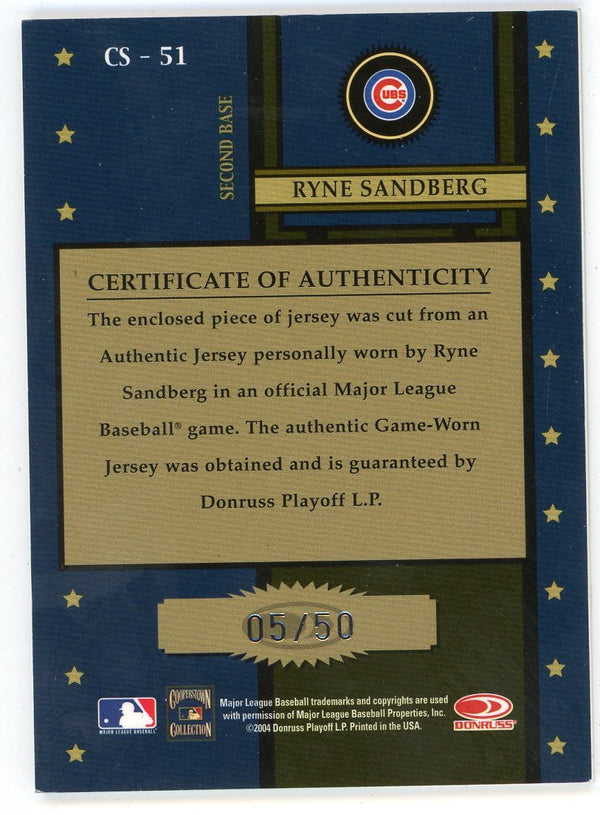 CS - 51
CUBS
SECOND BASE
RYNE SANDBERG
CERTIFICATE OF AUTHENTICITY
The enclosed piece of jersey was cut from an
Authentic Jersey personally worn by Ryne
Sandberg in an official Major League
Baseball® game. The authentic Game-Worn
Jersey was obtained and is guaranteed by
Donruss Playoff L.P.
05/50
MAJOR LEAGUE BASEBALL
COOPERSTOWN
COLLECTION
Major League Baseball trademarks and copyrights are used
with permission of Major League Baseball Properties, Inc.
©2004 Donruss Playoff L.P. Printed in the USA.
DONRUSS